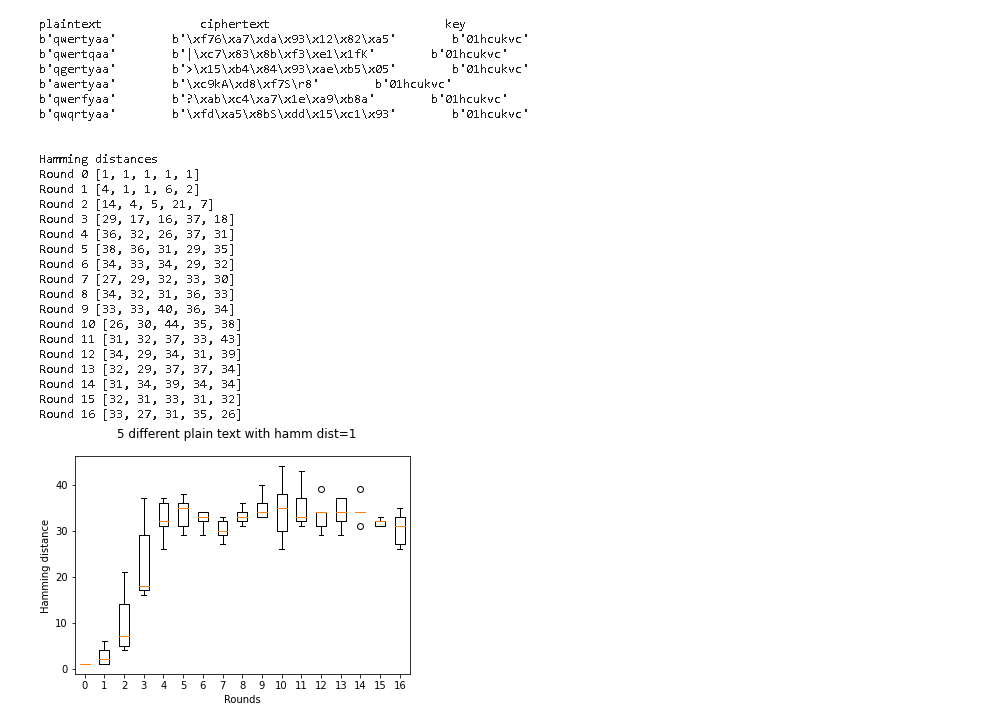 plaintext ciphertext key
b'qwertyaa' b'\xf76\xa7\xda\x93\x12\x82\xa5' b'01hcukvc'
b'qwertqaa' b'|\xc7\x83\x8b\xf3\xe1\x1fK' b'01hcukvc'
b'qgertyaa' b'>\x15\xb4\x84\x93\xae\xb5\x05' b'01hcukvc'
b'awertyaa' b'\xc9kA\xd8\xf7S\r8' b'01hcukvc'
b'qwerfyaa' b'?\xab\xc4\xa7\x1e\xa9\xb8a' b'01hcukvc'
b'qwqrtyaa' b'\xfd\xa5\x8bS\xdd\x15\xc1\x93' b'01hcukvc'
Hamming distances
Round 0 [1, 1, 1, 1, 1]
Round 1 [4, 1, 1, 6, 2]
Round 2 [14, 4, 5, 21, 7]
Round 3 [29, 17, 16, 37, 18]
Round 4 [36, 32, 26, 37, 31]
Round 5 [38, 36, 31, 29, 35]
Round 6 [34, 33, 34, 29, 32]
Round 7 [27, 29, 32, 33, 30]
Round 8 [34, 32, 31, 36, 33]
Round 9 [33, 33, 40, 36, 34]
Round 10 [26, 30, 44, 35, 38]
Round 11 [31, 32, 37, 33, 43]
Round 12 [34, 29, 34, 31, 39]
Round 13 [32, 29, 37, 37, 34]
Round 14 [31, 34, 39, 34, 34]
Round 15 [32, 31, 33, 31, 32]
Round 16 [33, 27, 31, 35, 26]
5 different plain text with hamm dist=1
Hamming distance
40
30
20
10
0
0 1 2 3 4 5 6 7 8 9 10 11 12 13 14 15 16
Rounds